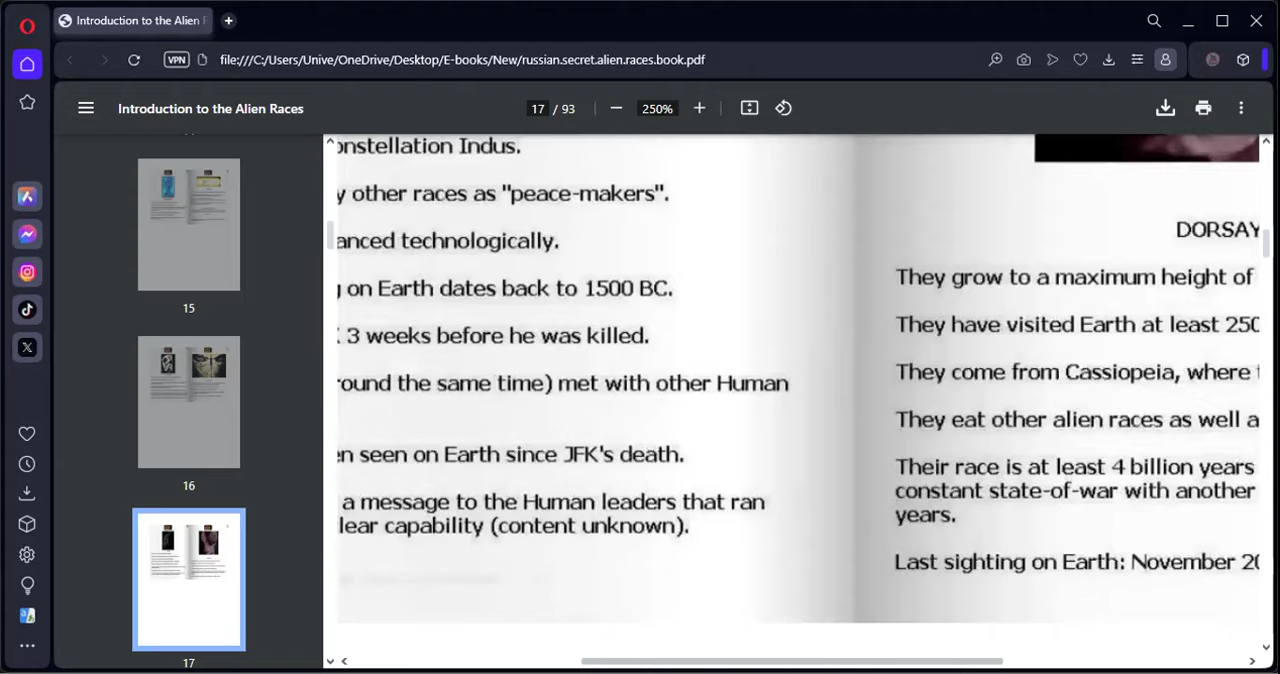 Introduction to the Alien R
VPN
file:///C:/Users/Unive/OneDrive/Desktop/E-books/New/russian.secret.alien.races.book.pdf
Introduction to the Alien Races
17 / 93
250%
15
16
17
onstellation Indus.
y other races as "peace-makers".
anced technologically.
g on Earth dates back to 1500 BC.
K 3 weeks before he was killed.
round the same time) met with other Human
en seen on Earth since JFK's death.
a message to the Human leaders that ran
lear capability (content unknown).
DORSAY
They grow to a maximum height of
They have visited Earth at least 250
They come from Cassiopeia, where t
They eat other alien races as well a
Their race is at least 4 billion years
constant state-of-war with another
years.
Last sighting on Earth: November 20